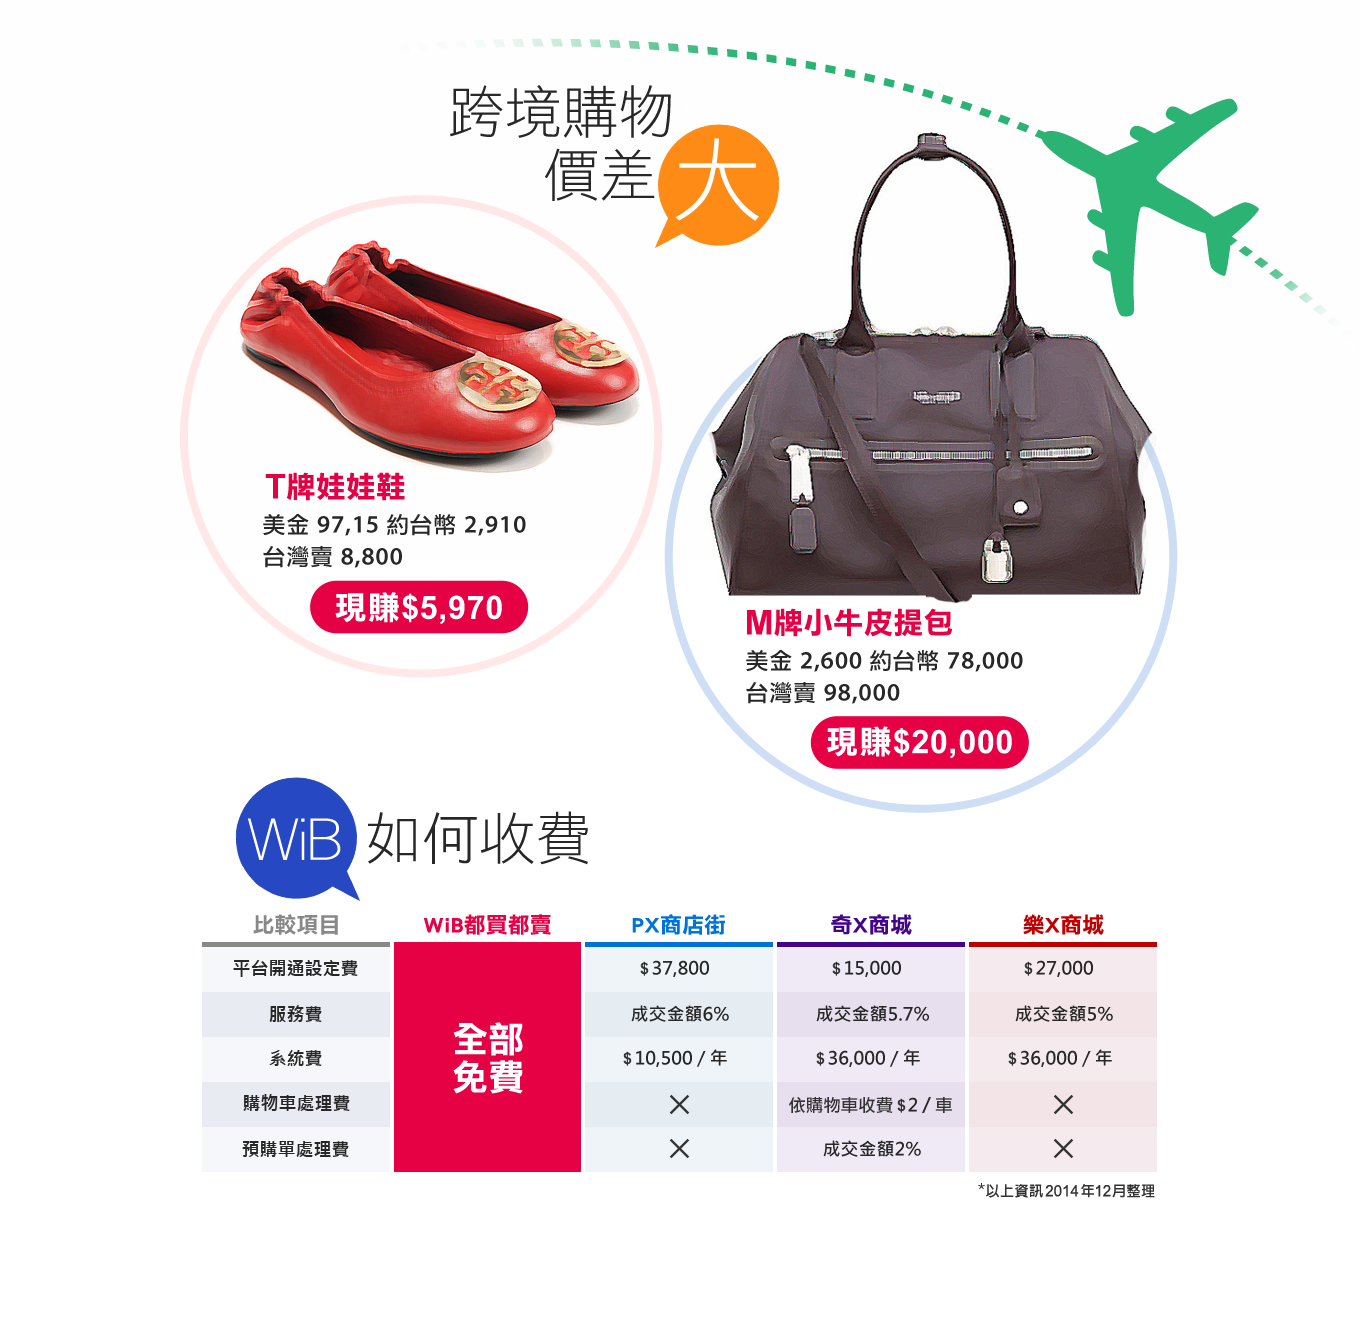 跨境購物
價差大
T牌娃娃鞋
美金 97,15 約台幣 2,910
台灣賣 8,800
現賺$5,970
M牌小牛皮提包
美金 2,600 約台幣 78,000
台灣賣 98,000
現賺$20,000
WiB 如何收費
比較項目 WiB都買都賣 PX商店街 奇X商城 樂X商城
平台開通設定費 $37,800 $15,000 $27,000
服務費 成交金額6% 成交金額5.7% 成交金額5%
全部
免費
系統費 $10,500 / 年 $36,000 / 年 $36,000 / 年
購物車處理費 ╳ 依購物車收費 $2 / 車 ╳
預購單處理費 ╳ 成交金額2% ╳
*以上資訊2014年12月整理